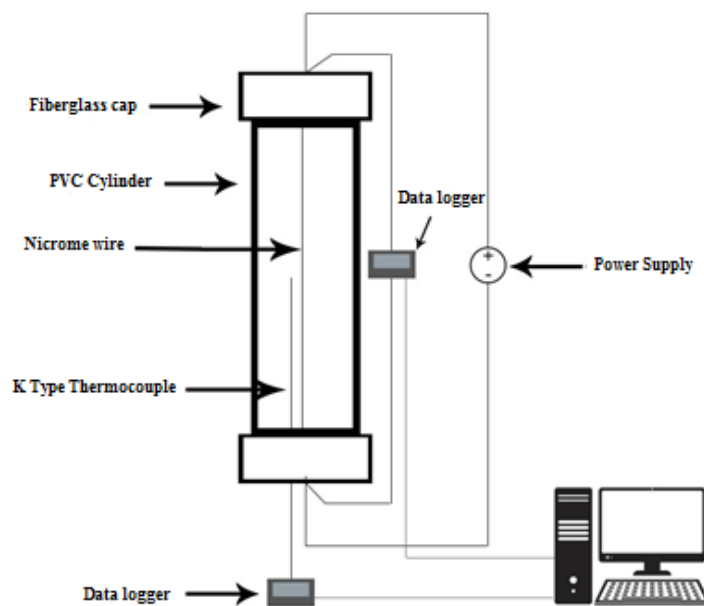 Fiberglass cap
PVC Cylinder
Data logger
Nicrome wire
+
-
Power Supply
K Type Thermocouple
Data logger